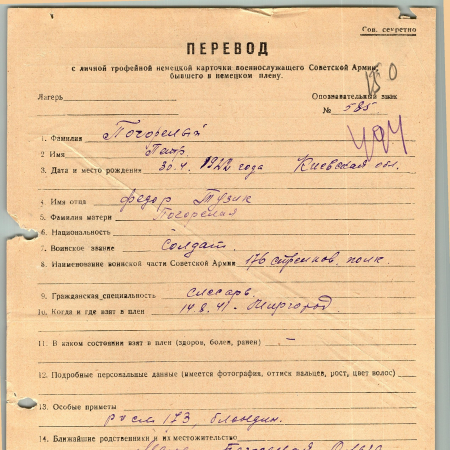 Сов. секретно
ПЕРЕВОД
с личной трофейной немецкой карточки военнослужащего Советской Армии,
бывшего в немецком плену.
Лагерь
Опознавательный знак
№ 585
1. Фамилия Погорелый
2 Имя Петр
3. Дата и место рождения 30.4. 1922 года Киевская обл.
4. Имя отца федор Тузик
5. Фамилия матери Погорелая
6. Национальность
7. Воинское звание солдат.
8. Наименование воинской части Советской Армии 176 стрелков. полк.
9. Гражданская специальность слесарь
10. Когда и где взят в плен 14.8.41 - Миргород
11. В каком состоянии взят в плен (здоров, болен, ранен) -
12. Подробные персональные данные (имеется фотография, оттиск пальцев, рост, цвет волос)
13. Особые приметы
рост 173, блондин.
14. Ближайшие родственники и их местожительство